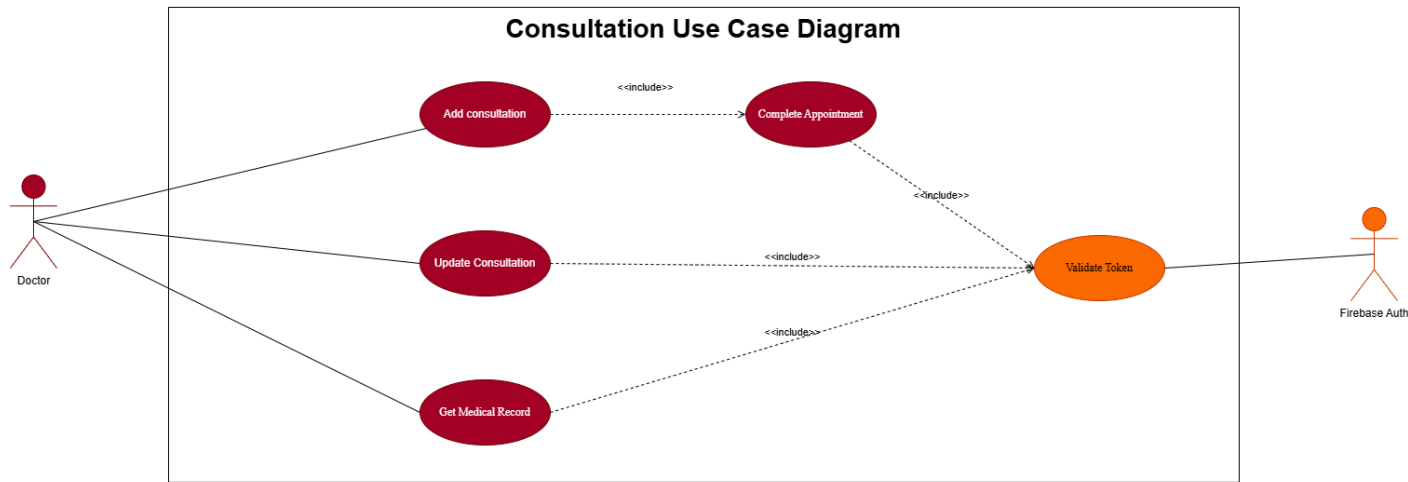 Consultation Use Case Diagram
Add consultation
<<include>>
Complete Appointment
<<include>>
Doctor
Update Consultation
<<include>>
Validate Token
Firebase Auth
<<include>>
Get Medical Record